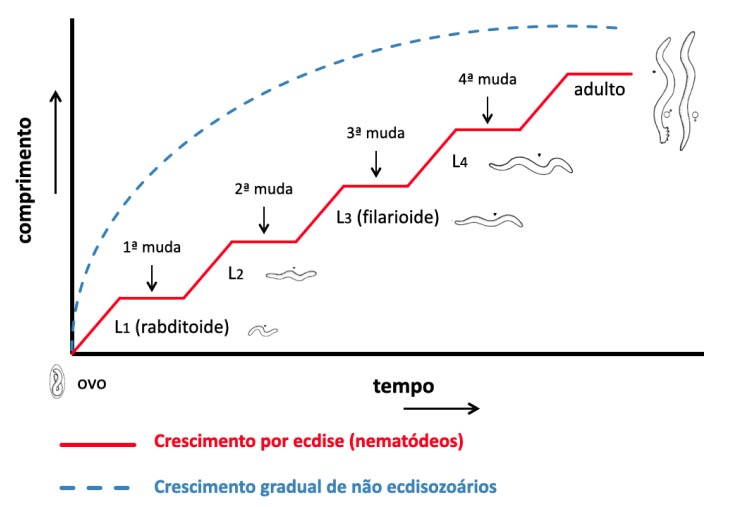 comprimento
4ª muda
adulto
3ª muda
L4
2ª muda
L3 (filarioide)
1ª muda
L2
L1 (rabditoide)
ovo
tempo
Crescimento por ecdise (nematódeos)
Crescimento gradual de não ecdisozoários